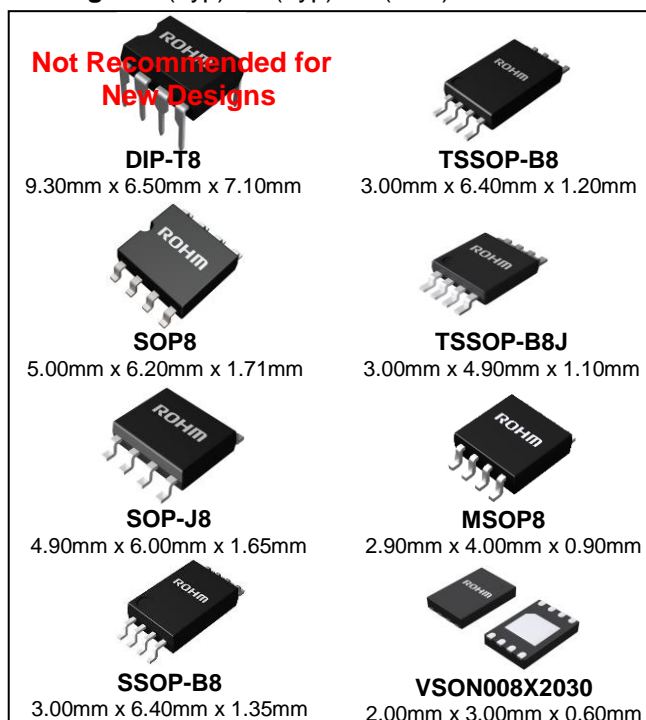 Not Recommended for
New Designs
ROHM
DIP-T8
9.30mm x 6.50mm x 7.10mm
ROHM
TSSOP-B8
3.00mm x 6.40mm x 1.20mm
ROHM
SOP8
5.00mm x 6.20mm x 1.71mm
ROHM
TSSOP-B8J
3.00mm x 4.90mm x 1.10mm
ROHM
SOP-J8
4.90mm x 6.00mm x 1.65mm
ROHM
MSOP8
2.90mm x 4.00mm x 0.90mm
ROHM
SSOP-B8
3.00mm x 6.40mm x 1.35mm
ROHM
VSON008X2030
2.00mm x 3.00mm x 0.60mm